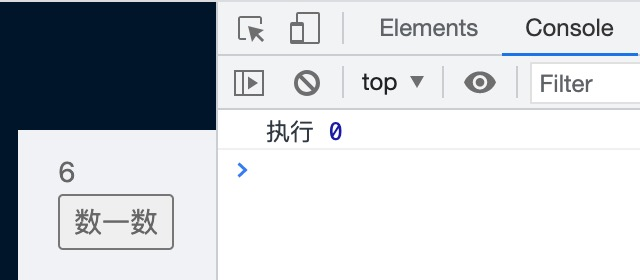 Elements Console
top Filter
执行 0
6
数一数